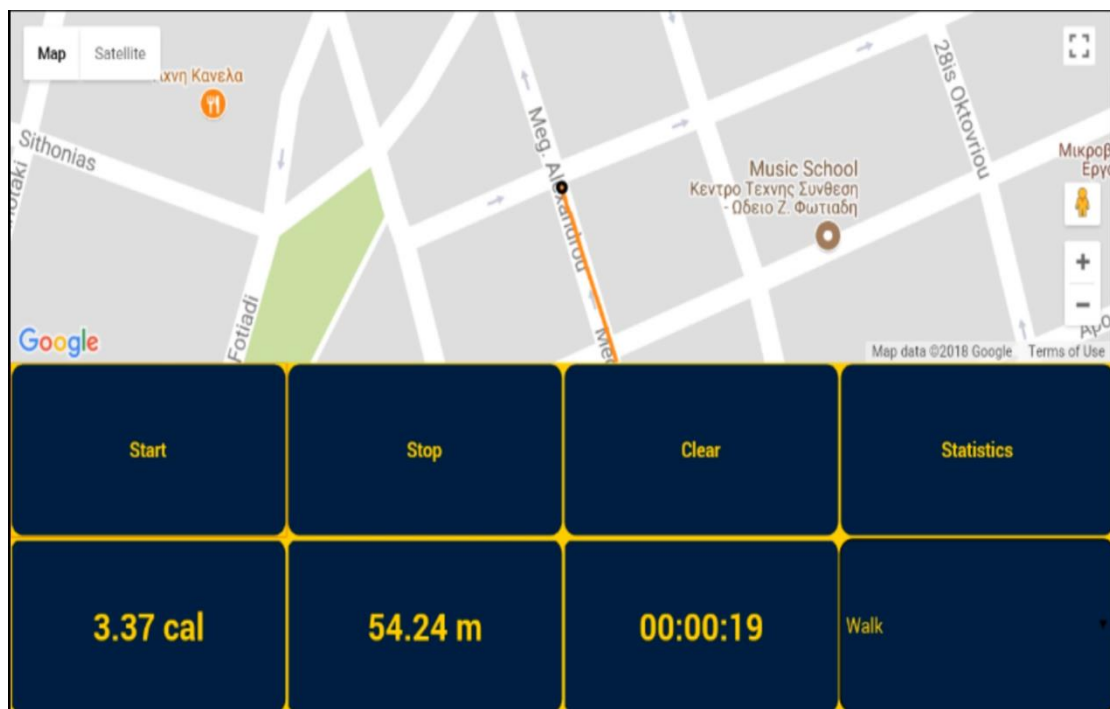 Map
Satellite
Κανελα
Sithonias
28is Oktovriou
Meg. Alexandrou
Music School
Κεντρο Τεχνης Συνθεση
- Ωδειο Ζ. Φωτιαδη
Fotiadi
Google
+
−
Map data ©2018 Google
Terms of Use
Start
Stop
Clear
Statistics
3.37 cal
54.24 m
00:00:19
Walk